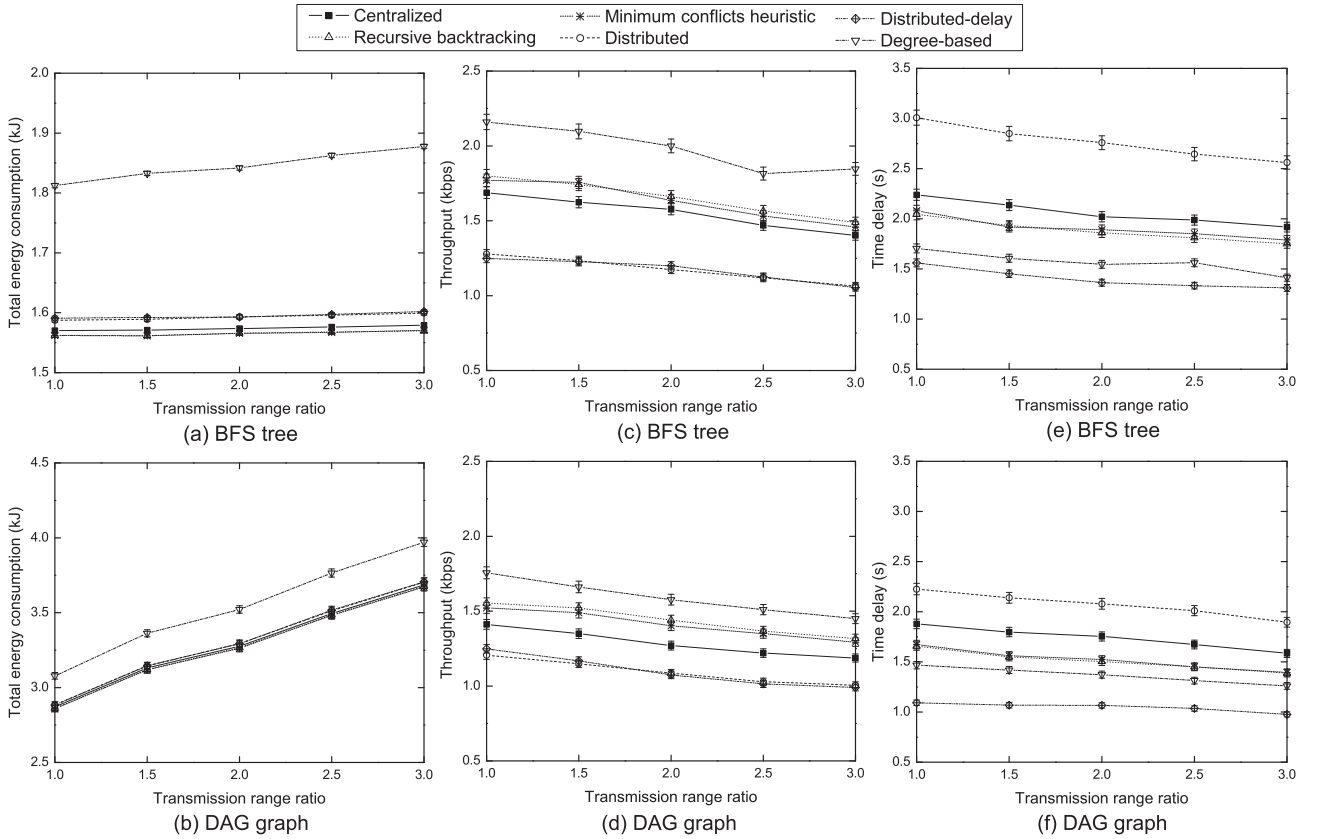 Centralized
Minimum conflicts heuristic
Distributed-delay
Recursive backtracking
Distributed
Degree-based
Total energy consumption (kJ)
2.0
1.9
1.8
1.7
1.6
1.5
1.0 1.5 2.0 2.5 3.0
Transmission range ratio
(a) BFS tree
Throughput (kbps)
2.5
2.0
1.5
1.0
0.5
1.0 1.5 2.0 2.5 3.0
Transmission range ratio
(c) BFS tree
Time delay (s)
3.5
3.0
2.5
2.0
1.5
1.0
0.5
1.0 1.5 2.0 2.5 3.0
Transmission range ratio
(e) BFS tree
Total energy consumption (kJ)
4.5
4.0
3.5
3.0
2.5
1.0 1.5 2.0 2.5 3.0
Transmission range ratio
(b) DAG graph
Throughput (kbps)
2.5
2.0
1.5
1.0
0.5
1.0 1.5 2.0 2.5 3.0
Transmission range ratio
(d) DAG graph
Time delay (s)
3.5
3.0
2.5
2.0
1.5
1.0
0.5
1.0 1.5 2.0 2.5 3.0
Transmission range ratio
(f) DAG graph